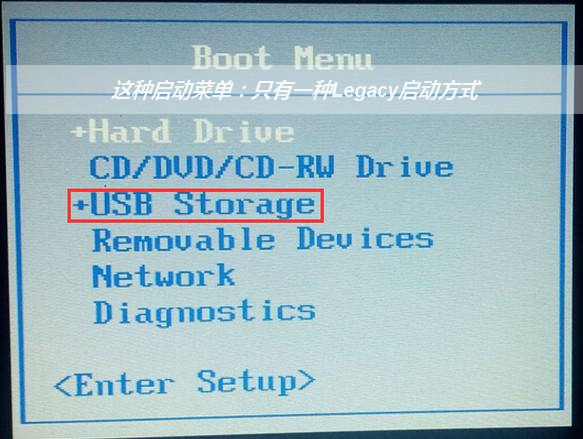 Boot Menu
这种启动菜单：只有一种Legacy启动方式
+Hard Drive
CD/DVD/CD-RW Drive
+USB Storage
Removable Devices
Network
Diagnostics
<Enter Setup>